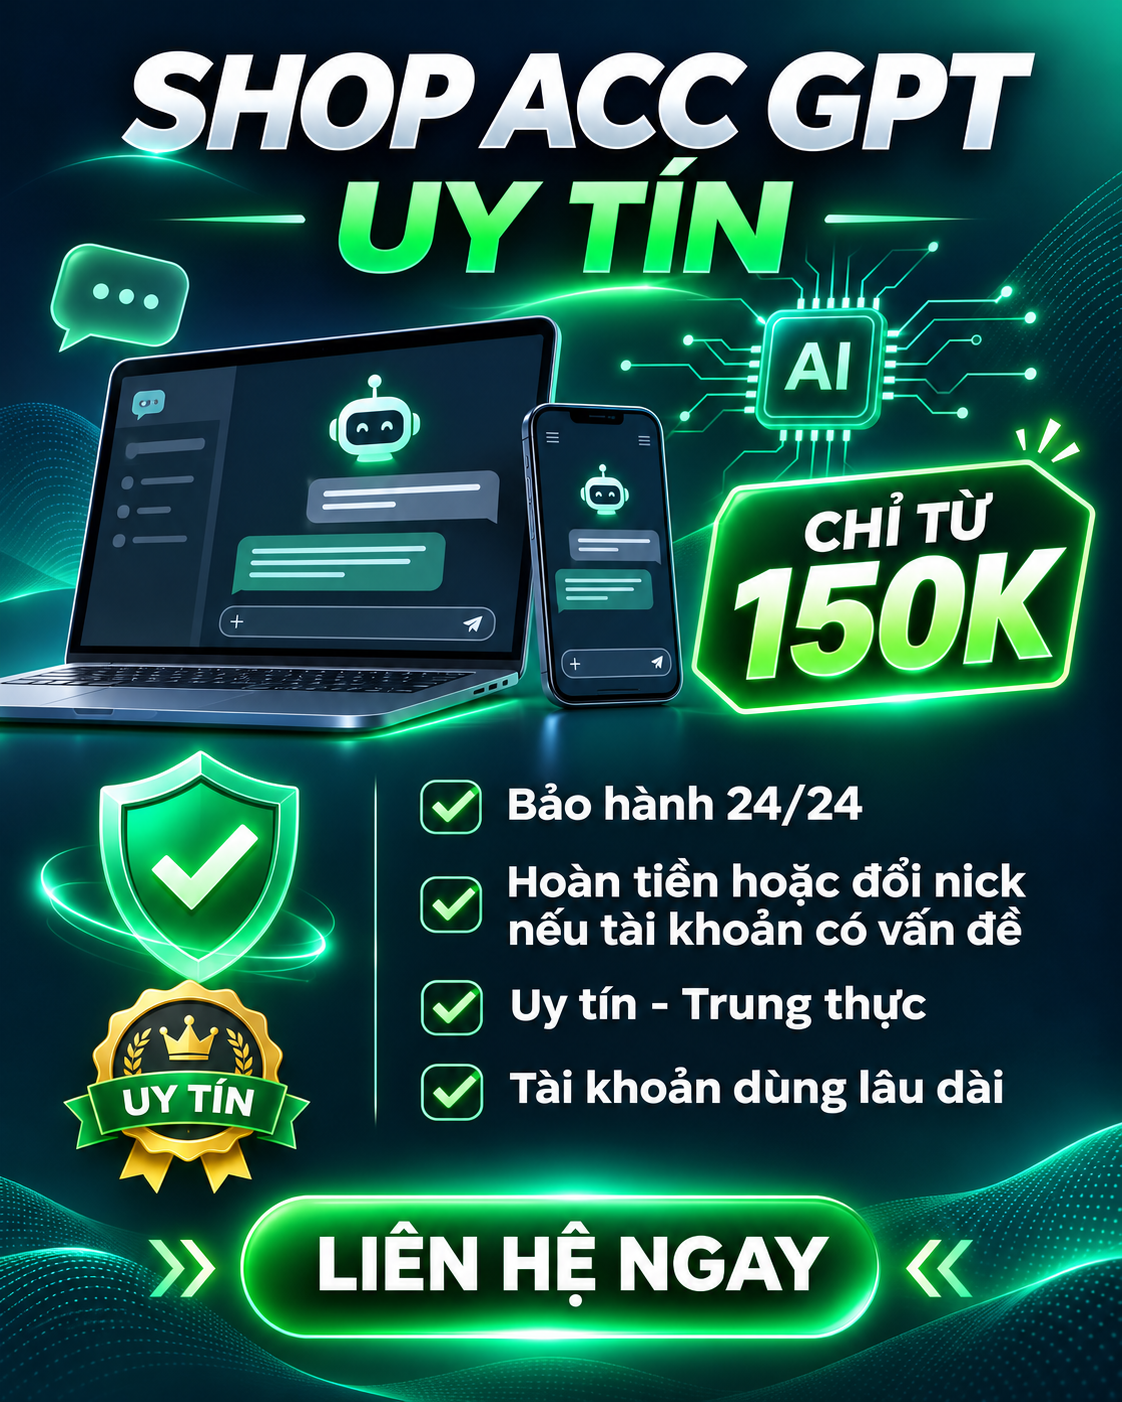 SHOP ACC GPT
UY TÍN
AI
CHỈ TỪ
150K
Bảo hành 24/24
Hoàn tiền hoặc đổi nick
nếu tài khoản có vấn đề
Uy tín - Trung thực
Tài khoản dùng lâu dài
UY TÍN
LIÊN HỆ NGAY